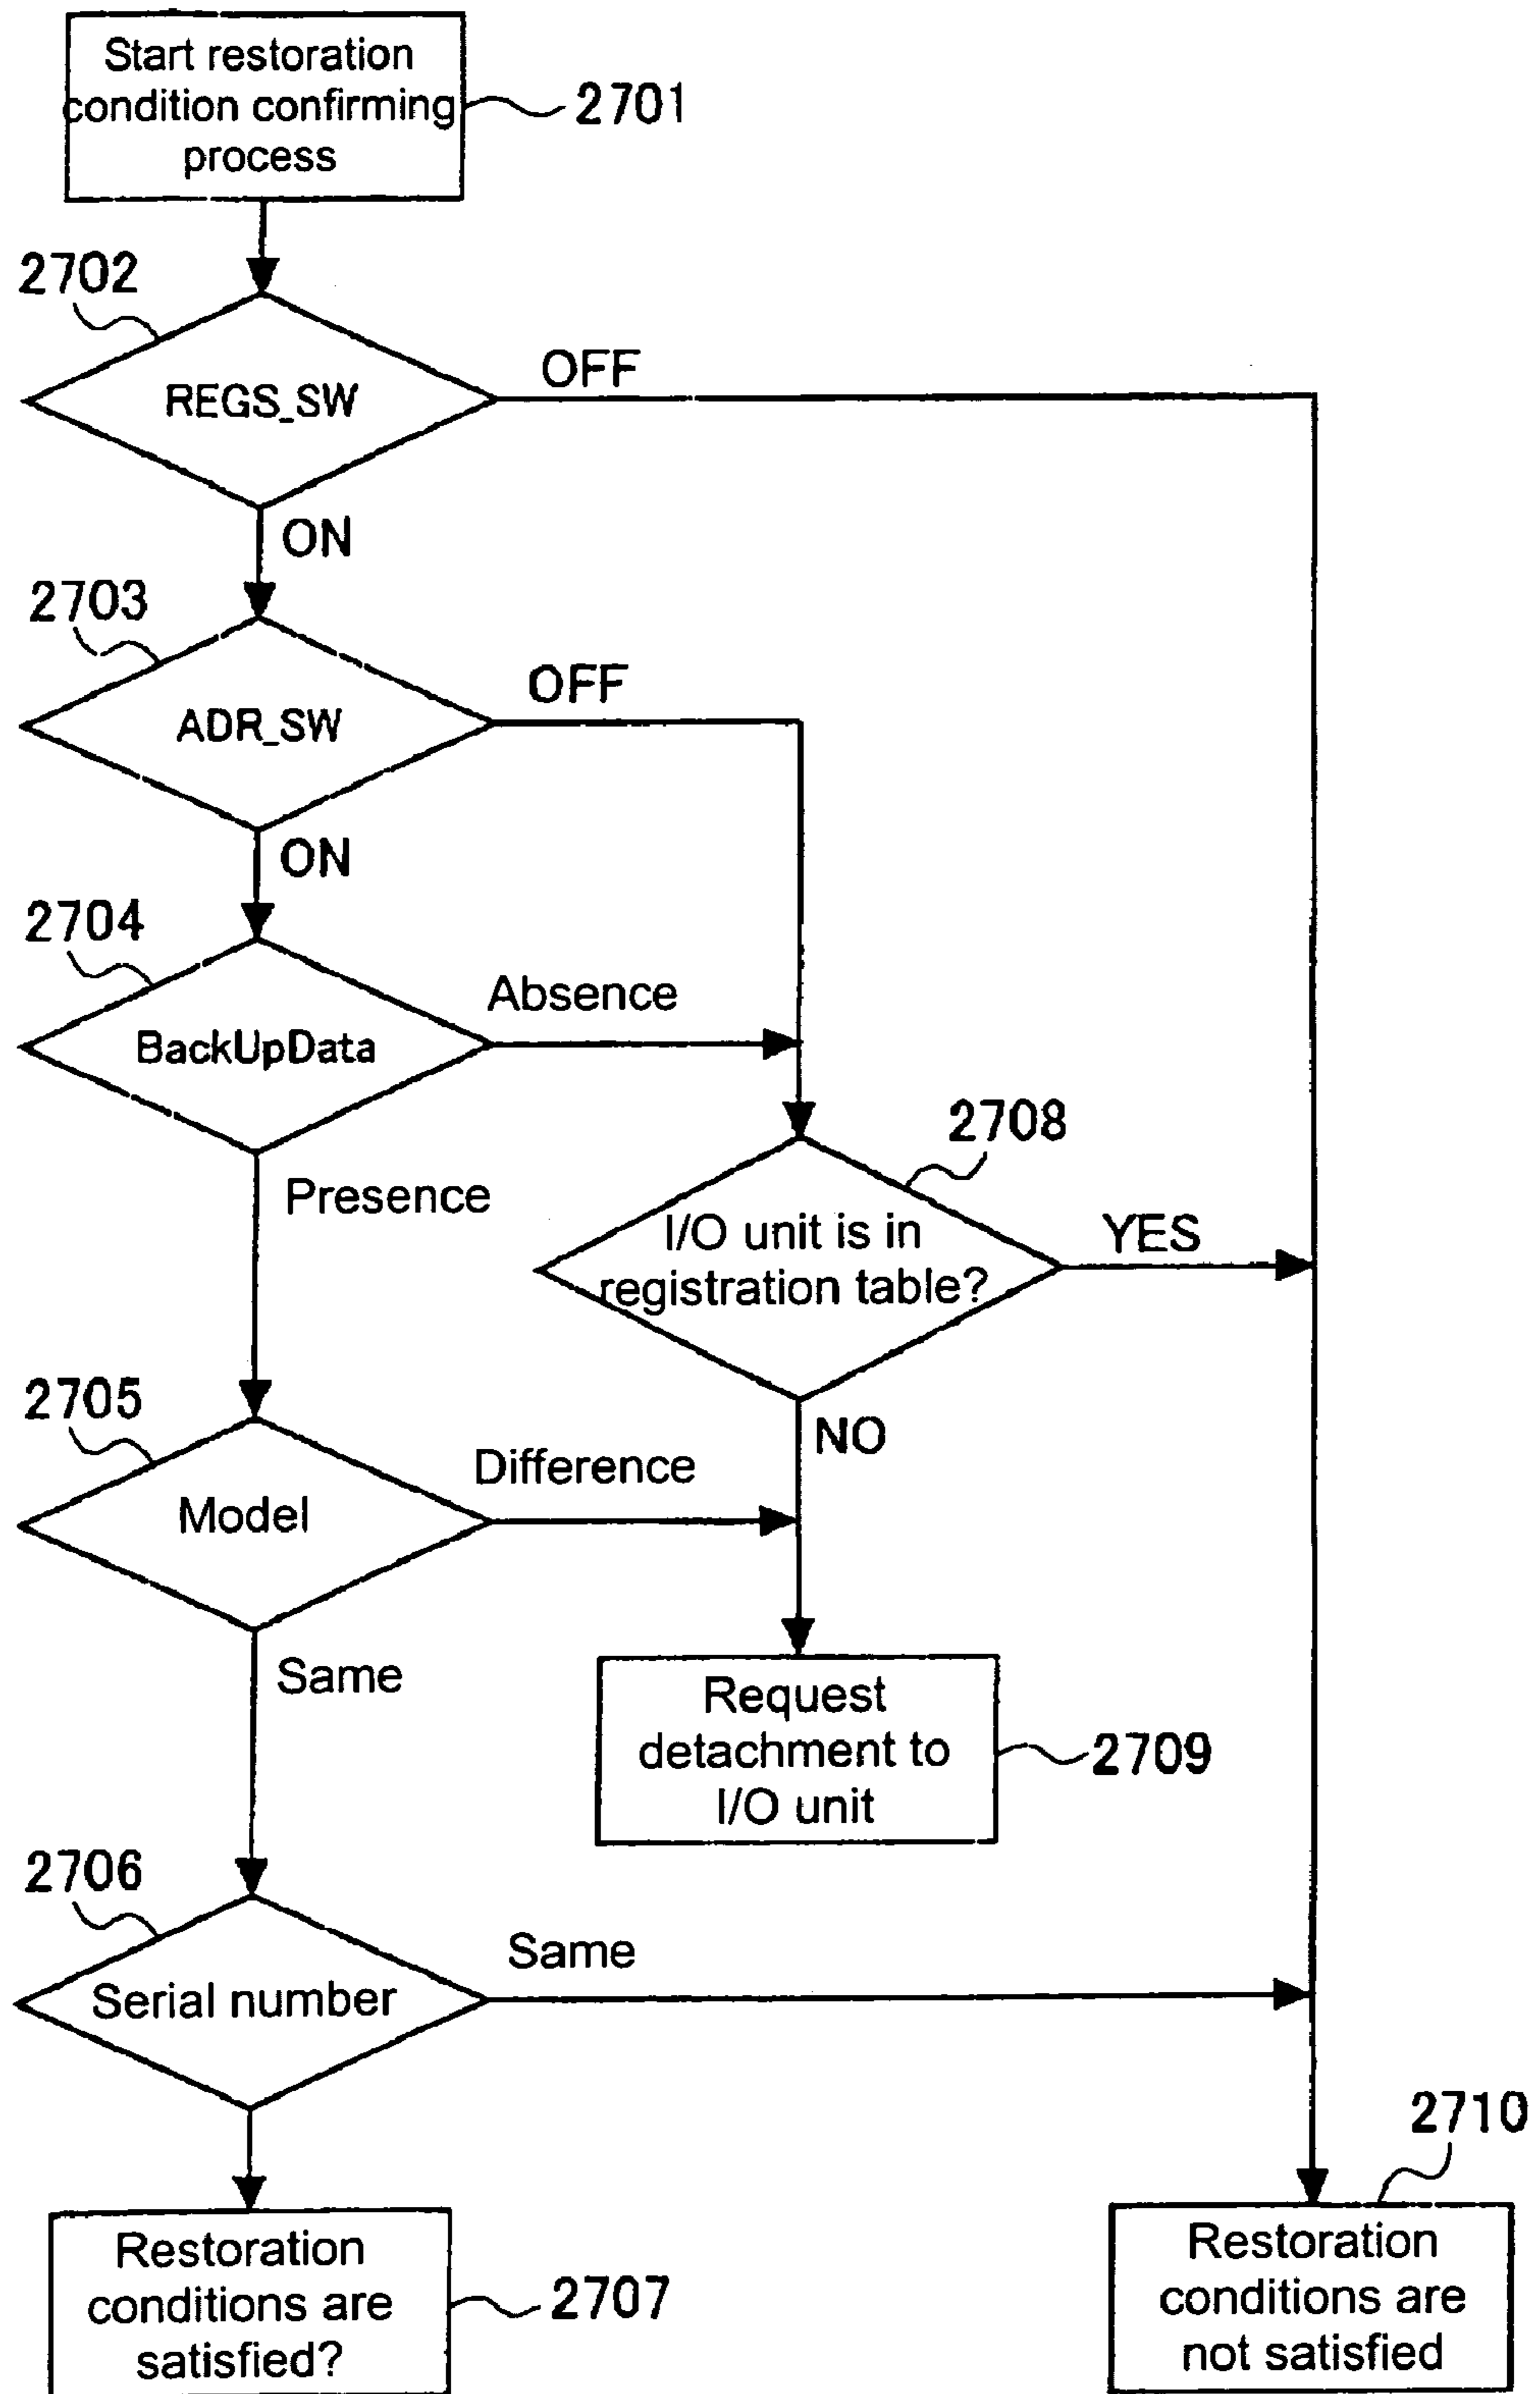 Start restoration
condition confirming
process
2701
2702
REGS_SW
OFF
ON
2703
ADR_SW
OFF
ON
2704
BackUpData
Absence
Presence
2708
I/O unit is in
registration table?
YES
NO
2705
Model
Difference
Same
Request
detachment to
I/O unit
2709
2706
Serial number
Same
Restoration
conditions are
satisfied?
2707
2710
Restoration
conditions are
not satisfied